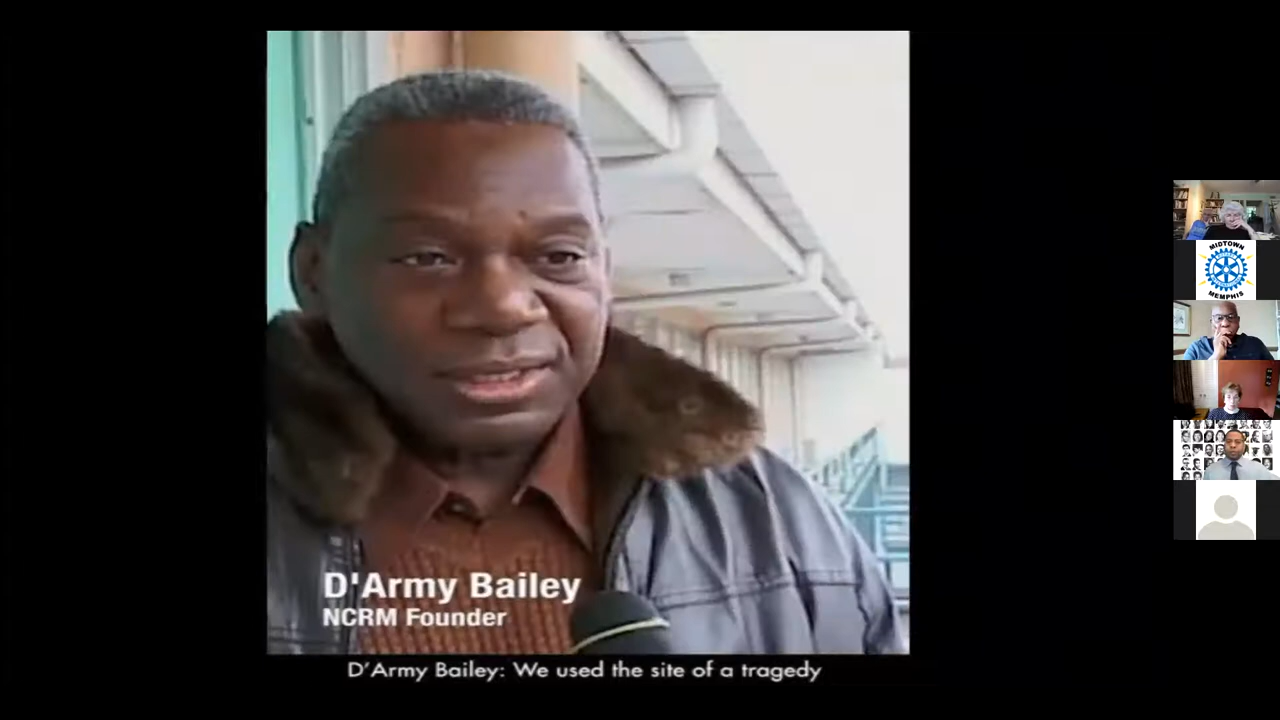 D'Army Bailey
NCRM Founder
D'Army Bailey: We used the site of a tragedy
MIDTOWN
MEMPHIS